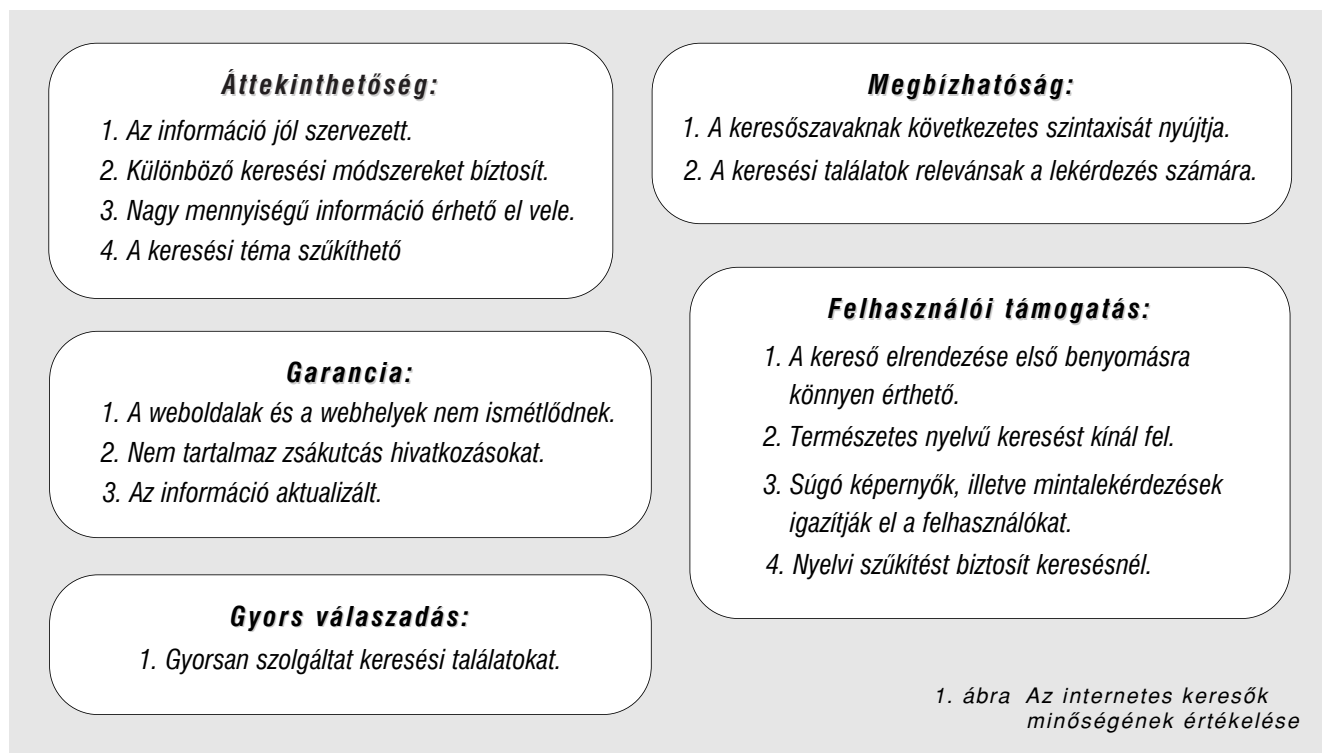 Áttekinthetőség:
1. Az információ jól szervezett.
2. Különböző keresési módszereket bíztosít.
3. Nagy mennyiségű információ érhető el vele.
4. A keresési téma szűkíthető
Garancia:
1. A weboldalak és a webhelyek nem ismétlődnek.
2. Nem tartalmaz zsákutcás hivatkozásokat.
3. Az információ aktualizált.
Gyors válaszadás:
1. Gyorsan szolgáltat keresési találatokat.
Megbízhatóság:
1. A keresőszavaknak következetes szintaxisát nyújtja.
2. A keresési találatok relevánsak a lekérdezés számára.
Felhasználói támogatás:
1. A kereső elrendezése első benyomásra
könnyen érthető.
2. Természetes nyelvű keresést kínál fel.
3. Súgó képernyők, illetve mintalekérdezések
igazítják el a felhasználókat.
4. Nyelvi szűkítést biztosít keresésnél.
1. ábra Az internetes keresők
minőségének értékelése